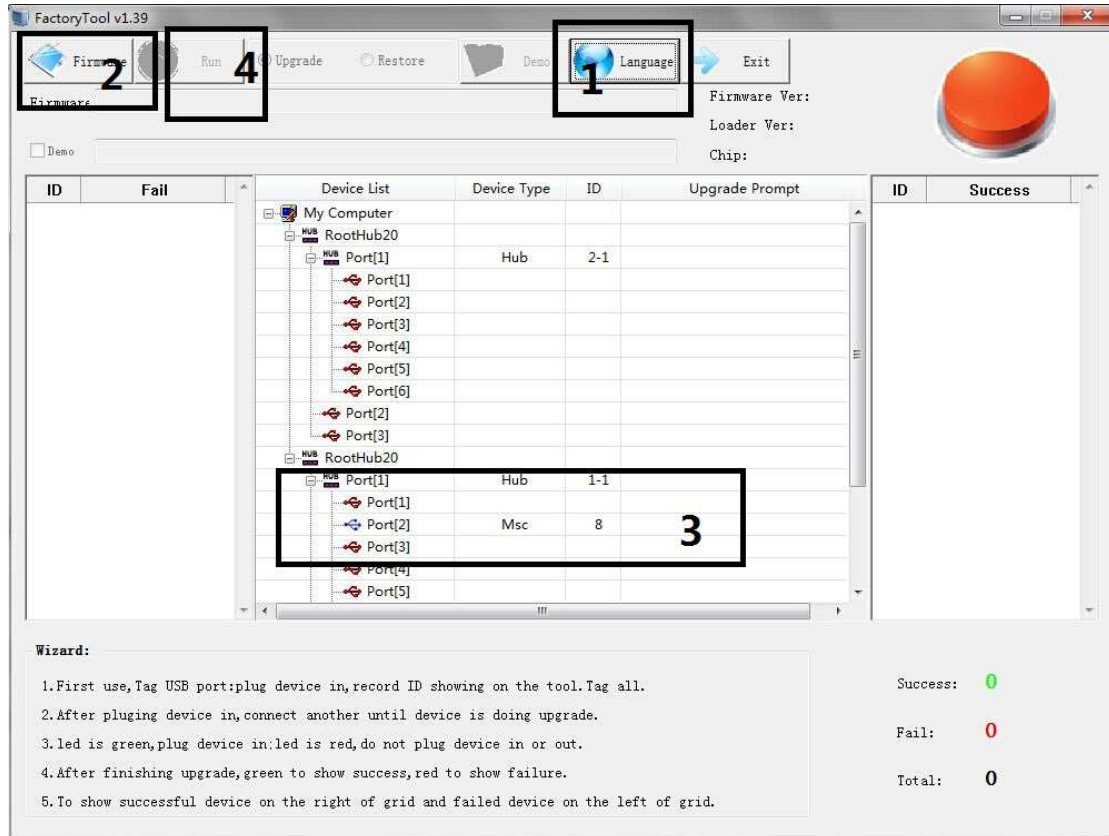 FactoryTool v1.39
Firmware
2
Run
4
Upgrade
Restore
Demo
1
Language
Exit
Firmware
Firmware Ver:
Loader Ver:
Demo
Chip:
ID Fail
Device List Device Type ID Upgrade Prompt
ID Success
My Computer
HUB RootHub20
HUB Port[1] Hub 2-1
Port[1]
Port[2]
Port[3]
Port[4]
Port[5]
Port[6]
Port[2]
Port[3]
HUB RootHub20
HUB Port[1] Hub 1-1
Port[1]
Port[2] Msc 8
3
Port[3]
Port[4]
Port[5]
Wizard:
1.First use,Tag USB port:plug device in,record ID showing on the tool.Tag all.
2.After pluging device in,connect another until device is doing upgrade.
3.led is green,plug device in;led is red,do not plug device in or out.
4.After finishing upgrade,green to show success,red to show failure.
5.To show successful device on the right of grid and failed device on the left of grid.
Success: 0
Fail: 0
Total: 0